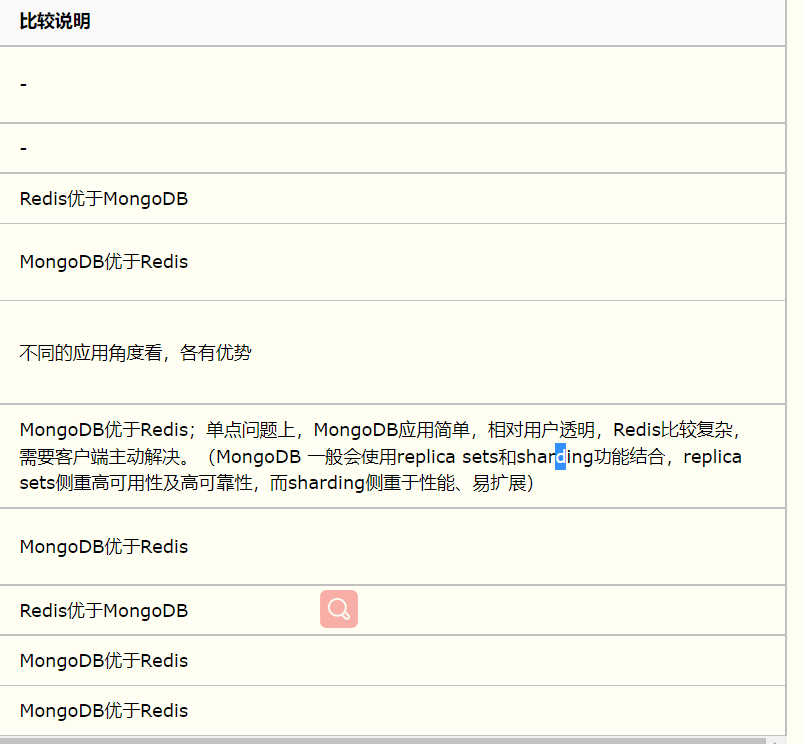 比较说明
-
-
Redis优于MongoDB
MongoDB优于Redis
不同的应用角度看，各有优势
MongoDB优于Redis；单点问题上，MongoDB应用简单，相对用户透明，Redis比较复杂，
需要客户端主动解决。（MongoDB 一般会使用replica sets和sharding功能结合，replica
sets侧重高可用性及高可靠性，而sharding侧重于性能、易扩展）
MongoDB优于Redis
Redis优于MongoDB
MongoDB优于Redis
MongoDB优于Redis